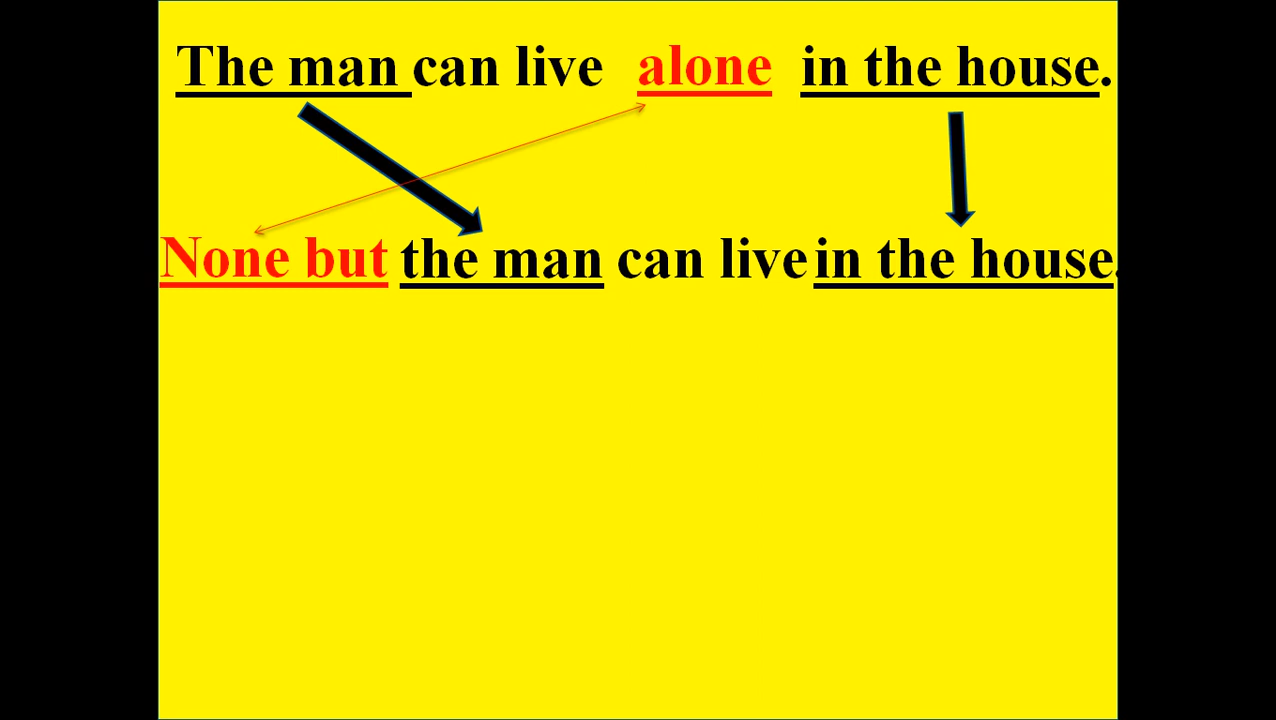 The man can live alone in the house.
None but the man can live in the house.